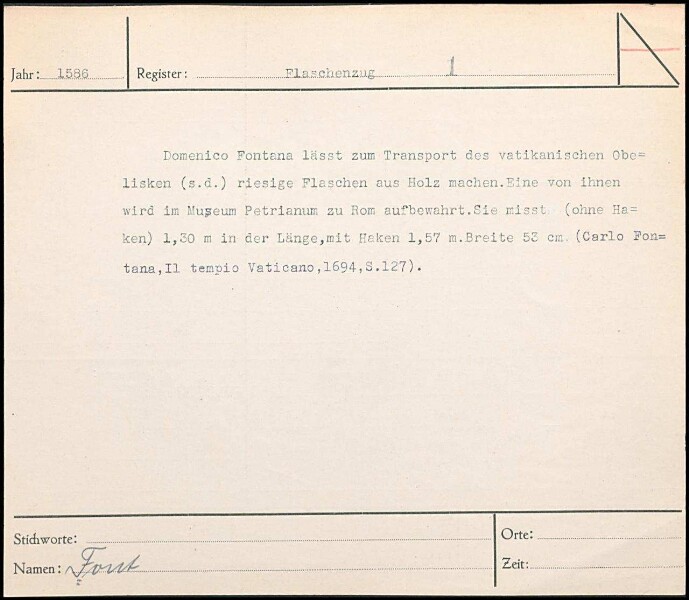 Jahr: 1586 Register: Flaschenzug 1
Domenico Fontana lässt zum Transport des vatikanischen Obe=
lisken (s.d.) riesige Flaschen aus Holz machen.Eine von ihnen
wird im Museum Petrianum zu Rom aufbewahrt.Sie misst (ohne Ha=
ken) 1,30 m in der Länge,mit Haken 1,57 m.Breite 53 cm.(Carlo Fon=
tana,Il tempio Vaticano,1694,S.127).
Stichworte: Orte:
Namen: Font Zeit: